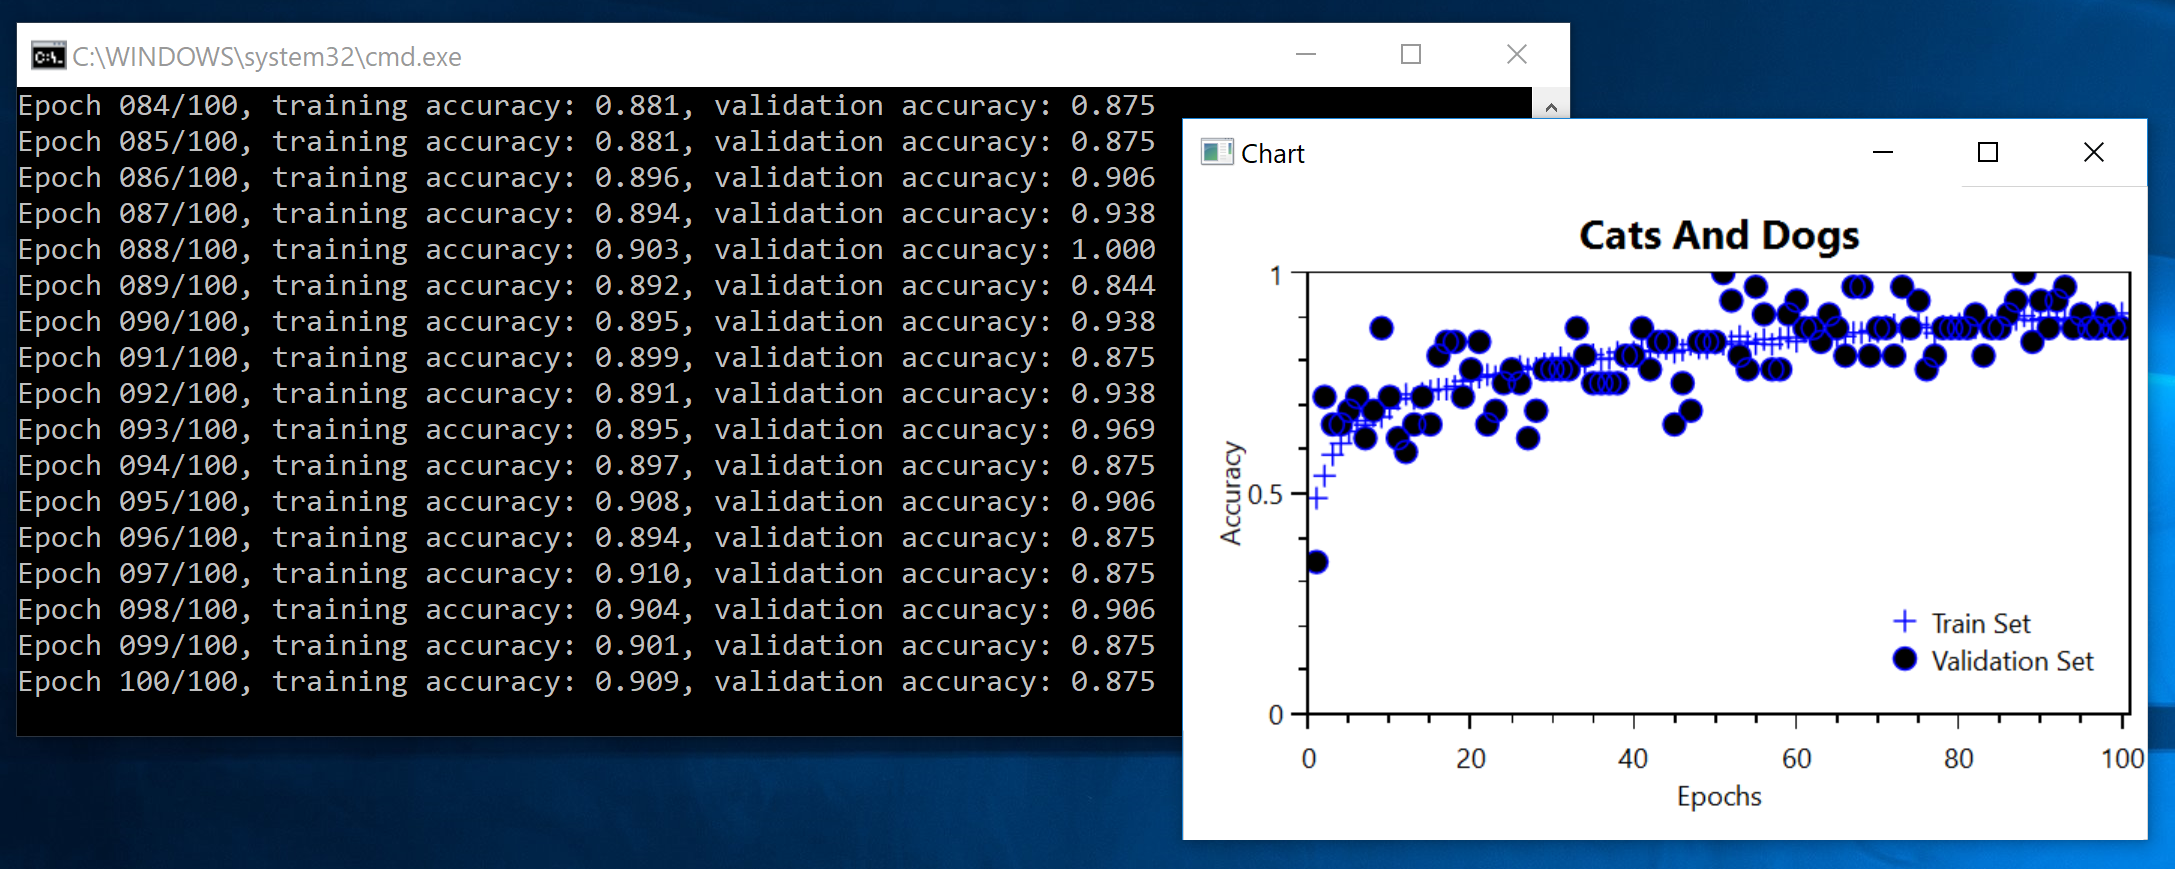 C:\WINDOWS\system32\cmd.exe
Epoch 084/100, training accuracy: 0.881, validation accuracy: 0.875
Epoch 085/100, training accuracy: 0.881, validation accuracy: 0.875
Epoch 086/100, training accuracy: 0.896, validation accuracy: 0.906
Epoch 087/100, training accuracy: 0.894, validation accuracy: 0.938
Epoch 088/100, training accuracy: 0.903, validation accuracy: 1.000
Epoch 089/100, training accuracy: 0.892, validation accuracy: 0.844
Epoch 090/100, training accuracy: 0.895, validation accuracy: 0.938
Epoch 091/100, training accuracy: 0.899, validation accuracy: 0.875
Epoch 092/100, training accuracy: 0.891, validation accuracy: 0.938
Epoch 093/100, training accuracy: 0.895, validation accuracy: 0.969
Epoch 094/100, training accuracy: 0.897, validation accuracy: 0.875
Epoch 095/100, training accuracy: 0.908, validation accuracy: 0.906
Epoch 096/100, training accuracy: 0.894, validation accuracy: 0.875
Epoch 097/100, training accuracy: 0.910, validation accuracy: 0.875
Epoch 098/100, training accuracy: 0.904, validation accuracy: 0.906
Epoch 099/100, training accuracy: 0.901, validation accuracy: 0.875
Epoch 100/100, training accuracy: 0.909, validation accuracy: 0.875
Chart
Cats And Dogs
1
0.5
0
Accuracy
Train Set
Validation Set
0 20 40 60 80 100
Epochs